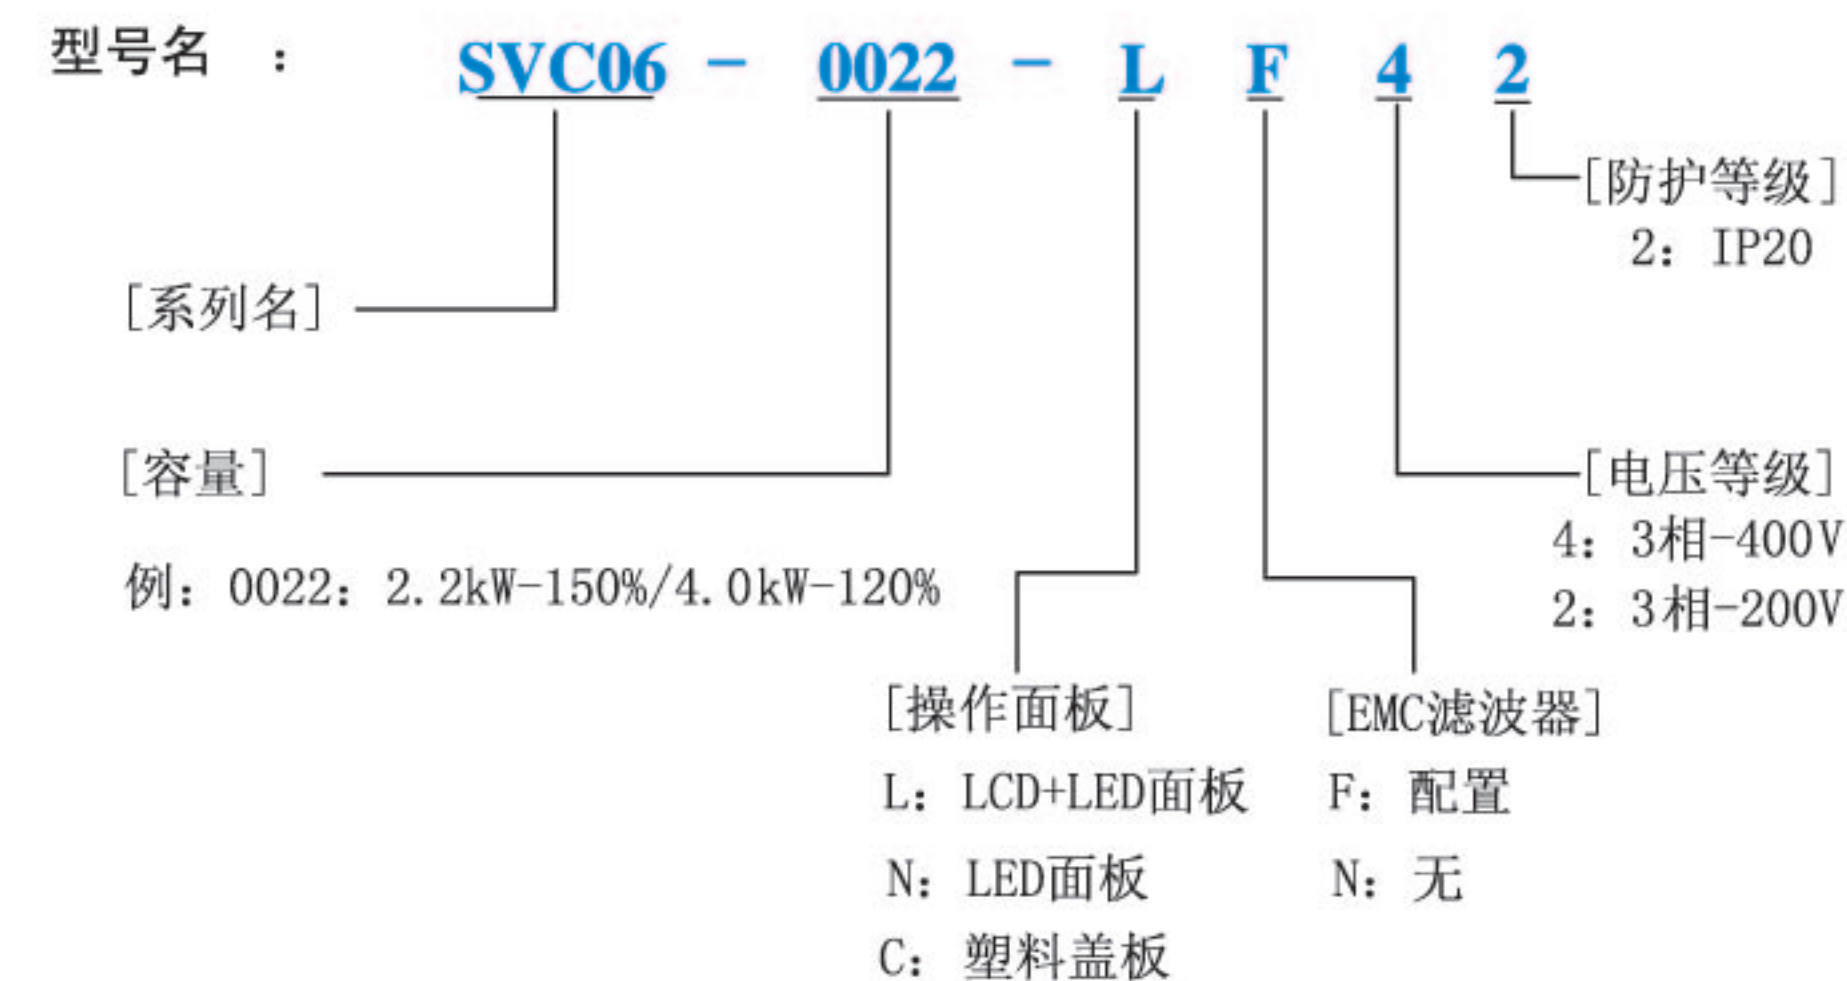 型号名 : SVC06 - 0022 - L F 4 2
[防护等级]
2: IP20
[系列名]
[容量]
[电压等级]
4: 3相-400V
例: 0022: 2.2kW-150%/4.0kW-120%
2: 3相-200V
[操作面板] [EMC滤波器]
L: LCD+LED面板 F: 配置
N: LED面板 N: 无
C: 塑料盖板